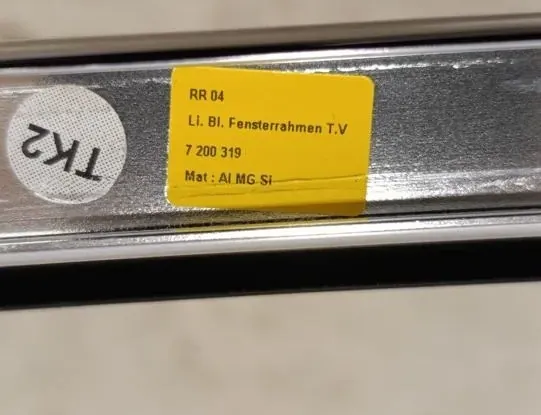 TK2
RR 04
Li. Bl. Fensterrahmen T.V
7 200 319
Mat : Al MG Si